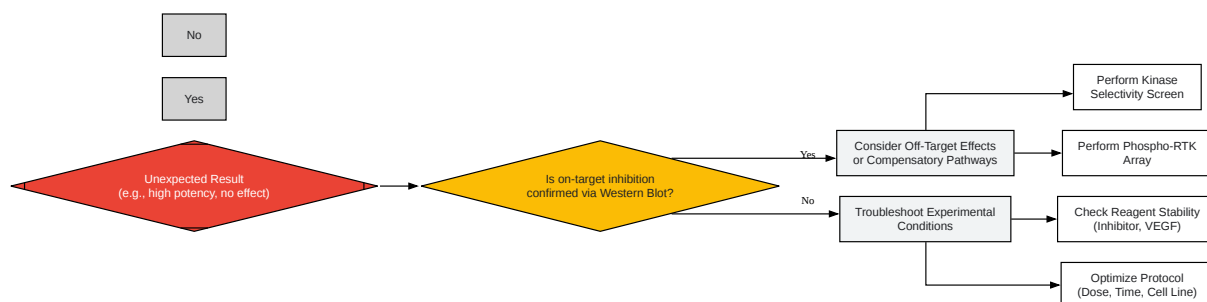 No
Yes
Unexpected Result
(e.g., high potency, no effect)
Is on-target inhibition
confirmed via Western Blot?
Yes
No
Consider Off-Target Effects
or Compensatory Pathways
Troubleshoot Experimental
Conditions
Perform Kinase
Selectivity Screen
Perform Phospho-RTK
Array
Check Reagent Stability
(Inhibitor, VEGF)
Optimize Protocol
(Dose, Time, Cell Line)